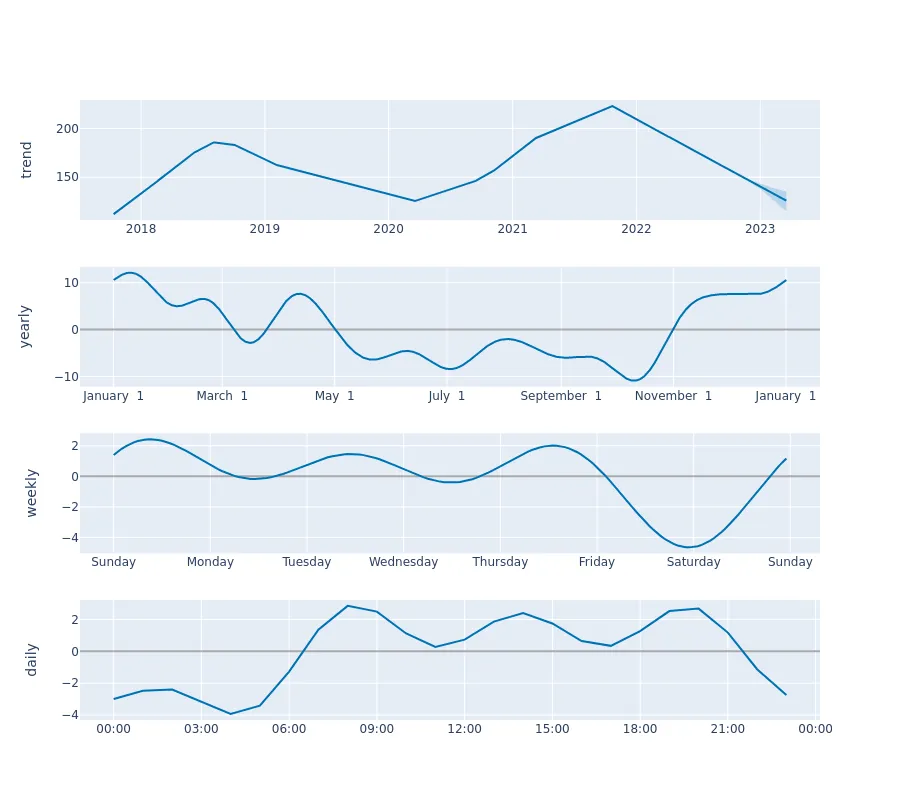 trend
200
150
2018 2019 2020 2021 2022 2023
yearly
10
0
−10
January 1 March 1 May 1 July 1 September 1 November 1 January 1
weekly
2
0
−2
−4
Sunday Monday Tuesday Wednesday Thursday Friday Saturday Sunday
daily
2
0
−2
−4
00:00 03:00 06:00 09:00 12:00 15:00 18:00 21:00 00:00